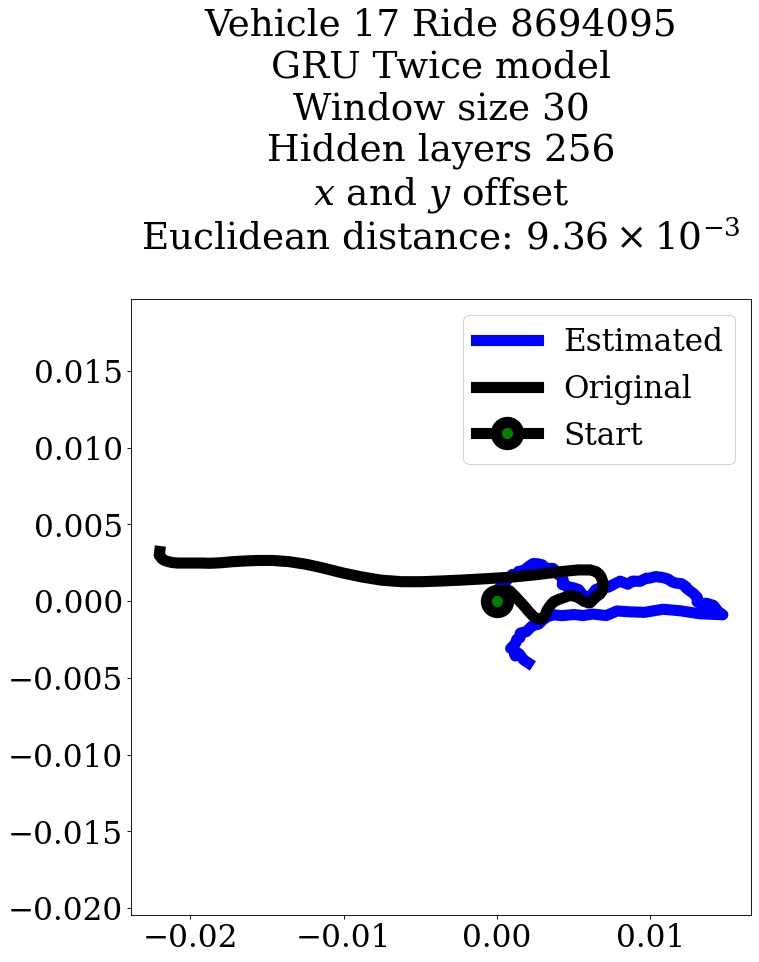 Vehicle 17 Ride 8694095
GRU Twice model
Window size 30
Hidden layers 256
x and y offset
Euclidean distance: 9.36 × 10⁻³
Estimated
Original
Start
0.015
0.010
0.005
0.000
−0.005
−0.010
−0.015
−0.020
−0.02
−0.01
0.00
0.01